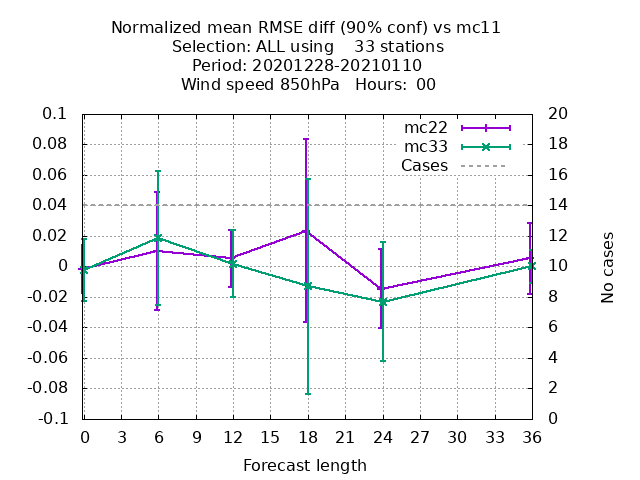 Normalized mean RMSE diff (90% conf) vs mc11
Selection: ALL using 33 stations
Period: 20201228-20210110
Wind speed 850hPa Hours: 00
0.1
0.08
0.06
0.04
0.02
0
-0.02
-0.04
-0.06
-0.08
-0.1
mc22
mc33
Cases
20
18
16
14
12
10
8
6
4
2
0
No cases
0 3 6 9 12 15 18 21 24 27 30 33 36
Forecast length